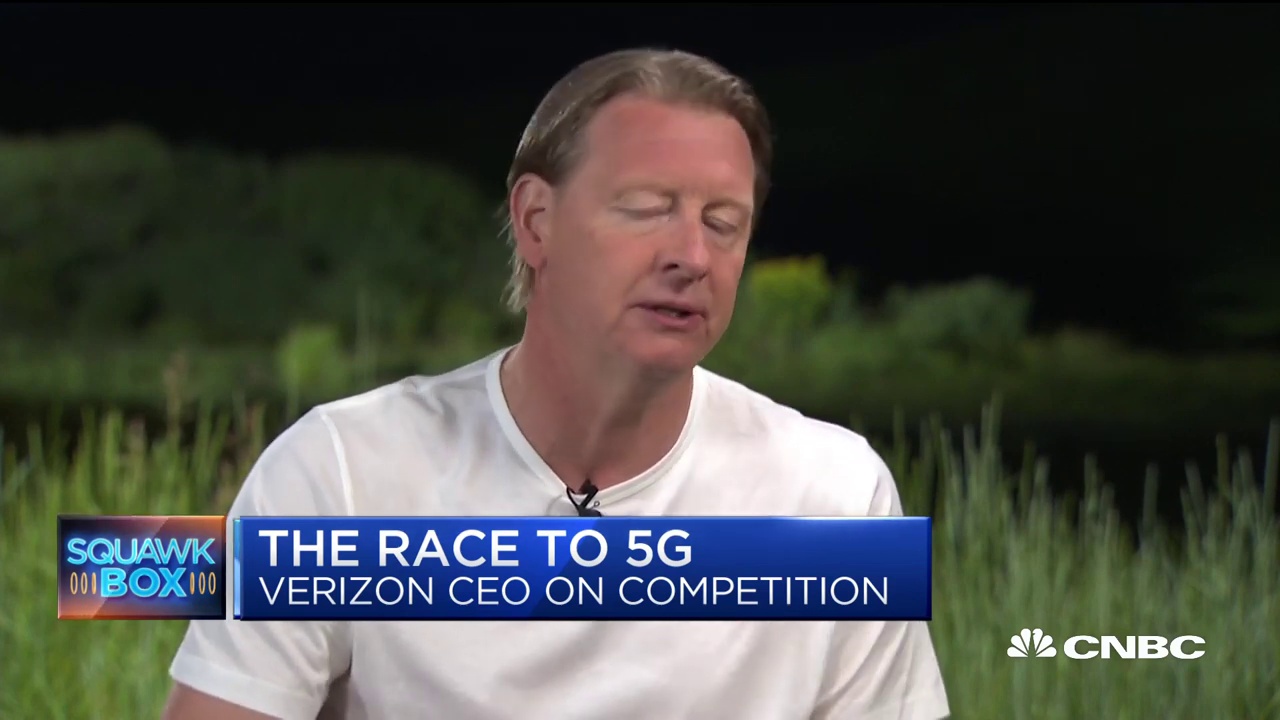 SQUAWK
BOX
THE RACE TO 5G
VERIZON CEO ON COMPETITION
CNBC